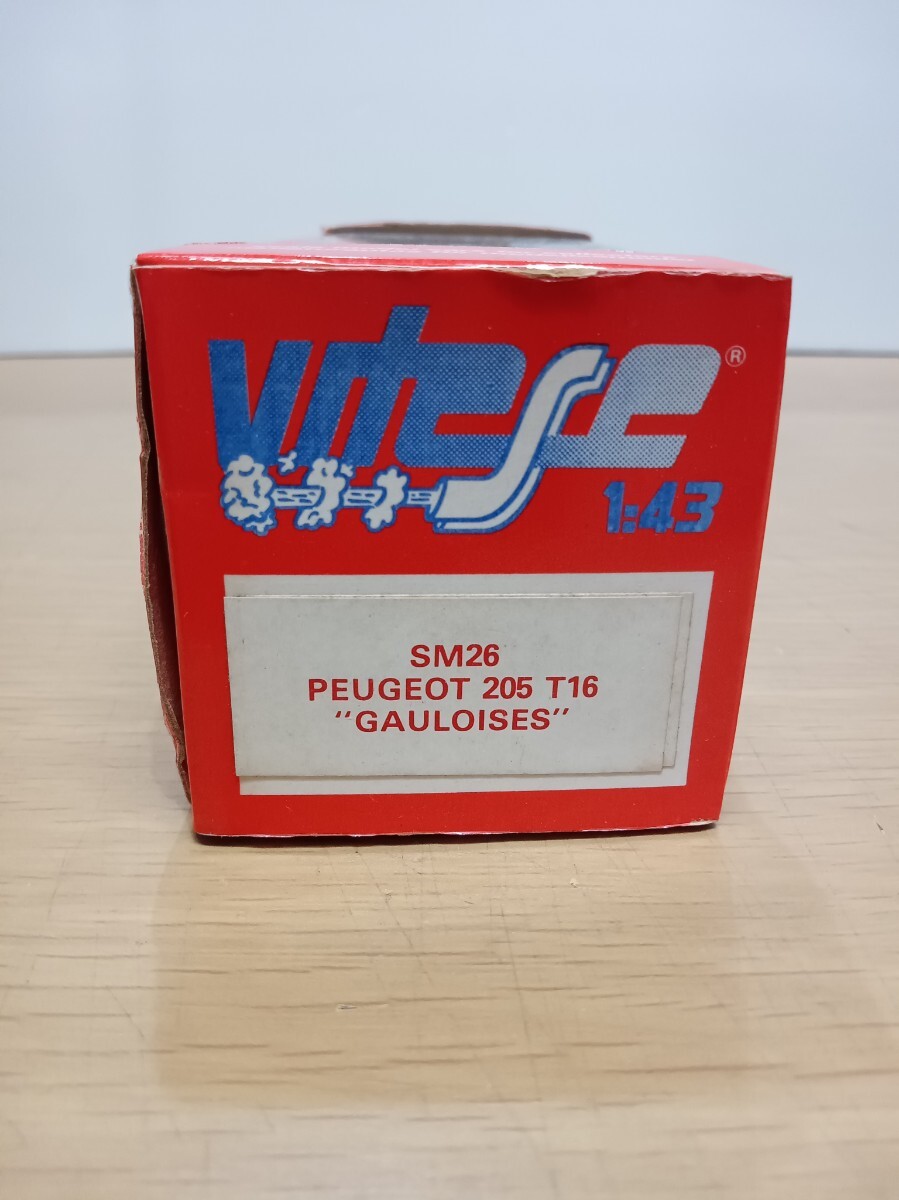 Vitesse ®
1:43
SM26
PEUGEOT 205 T16
"GAULOISES"